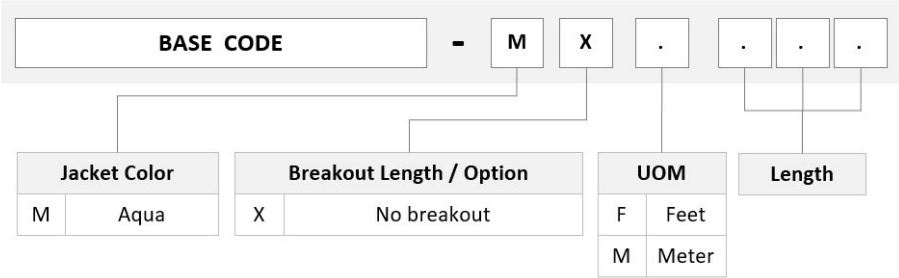 BASE CODE - M X . . . .
Jacket Color
M Aqua
Breakout Length / Option
X No breakout
UOM
F Feet
M Meter
Length